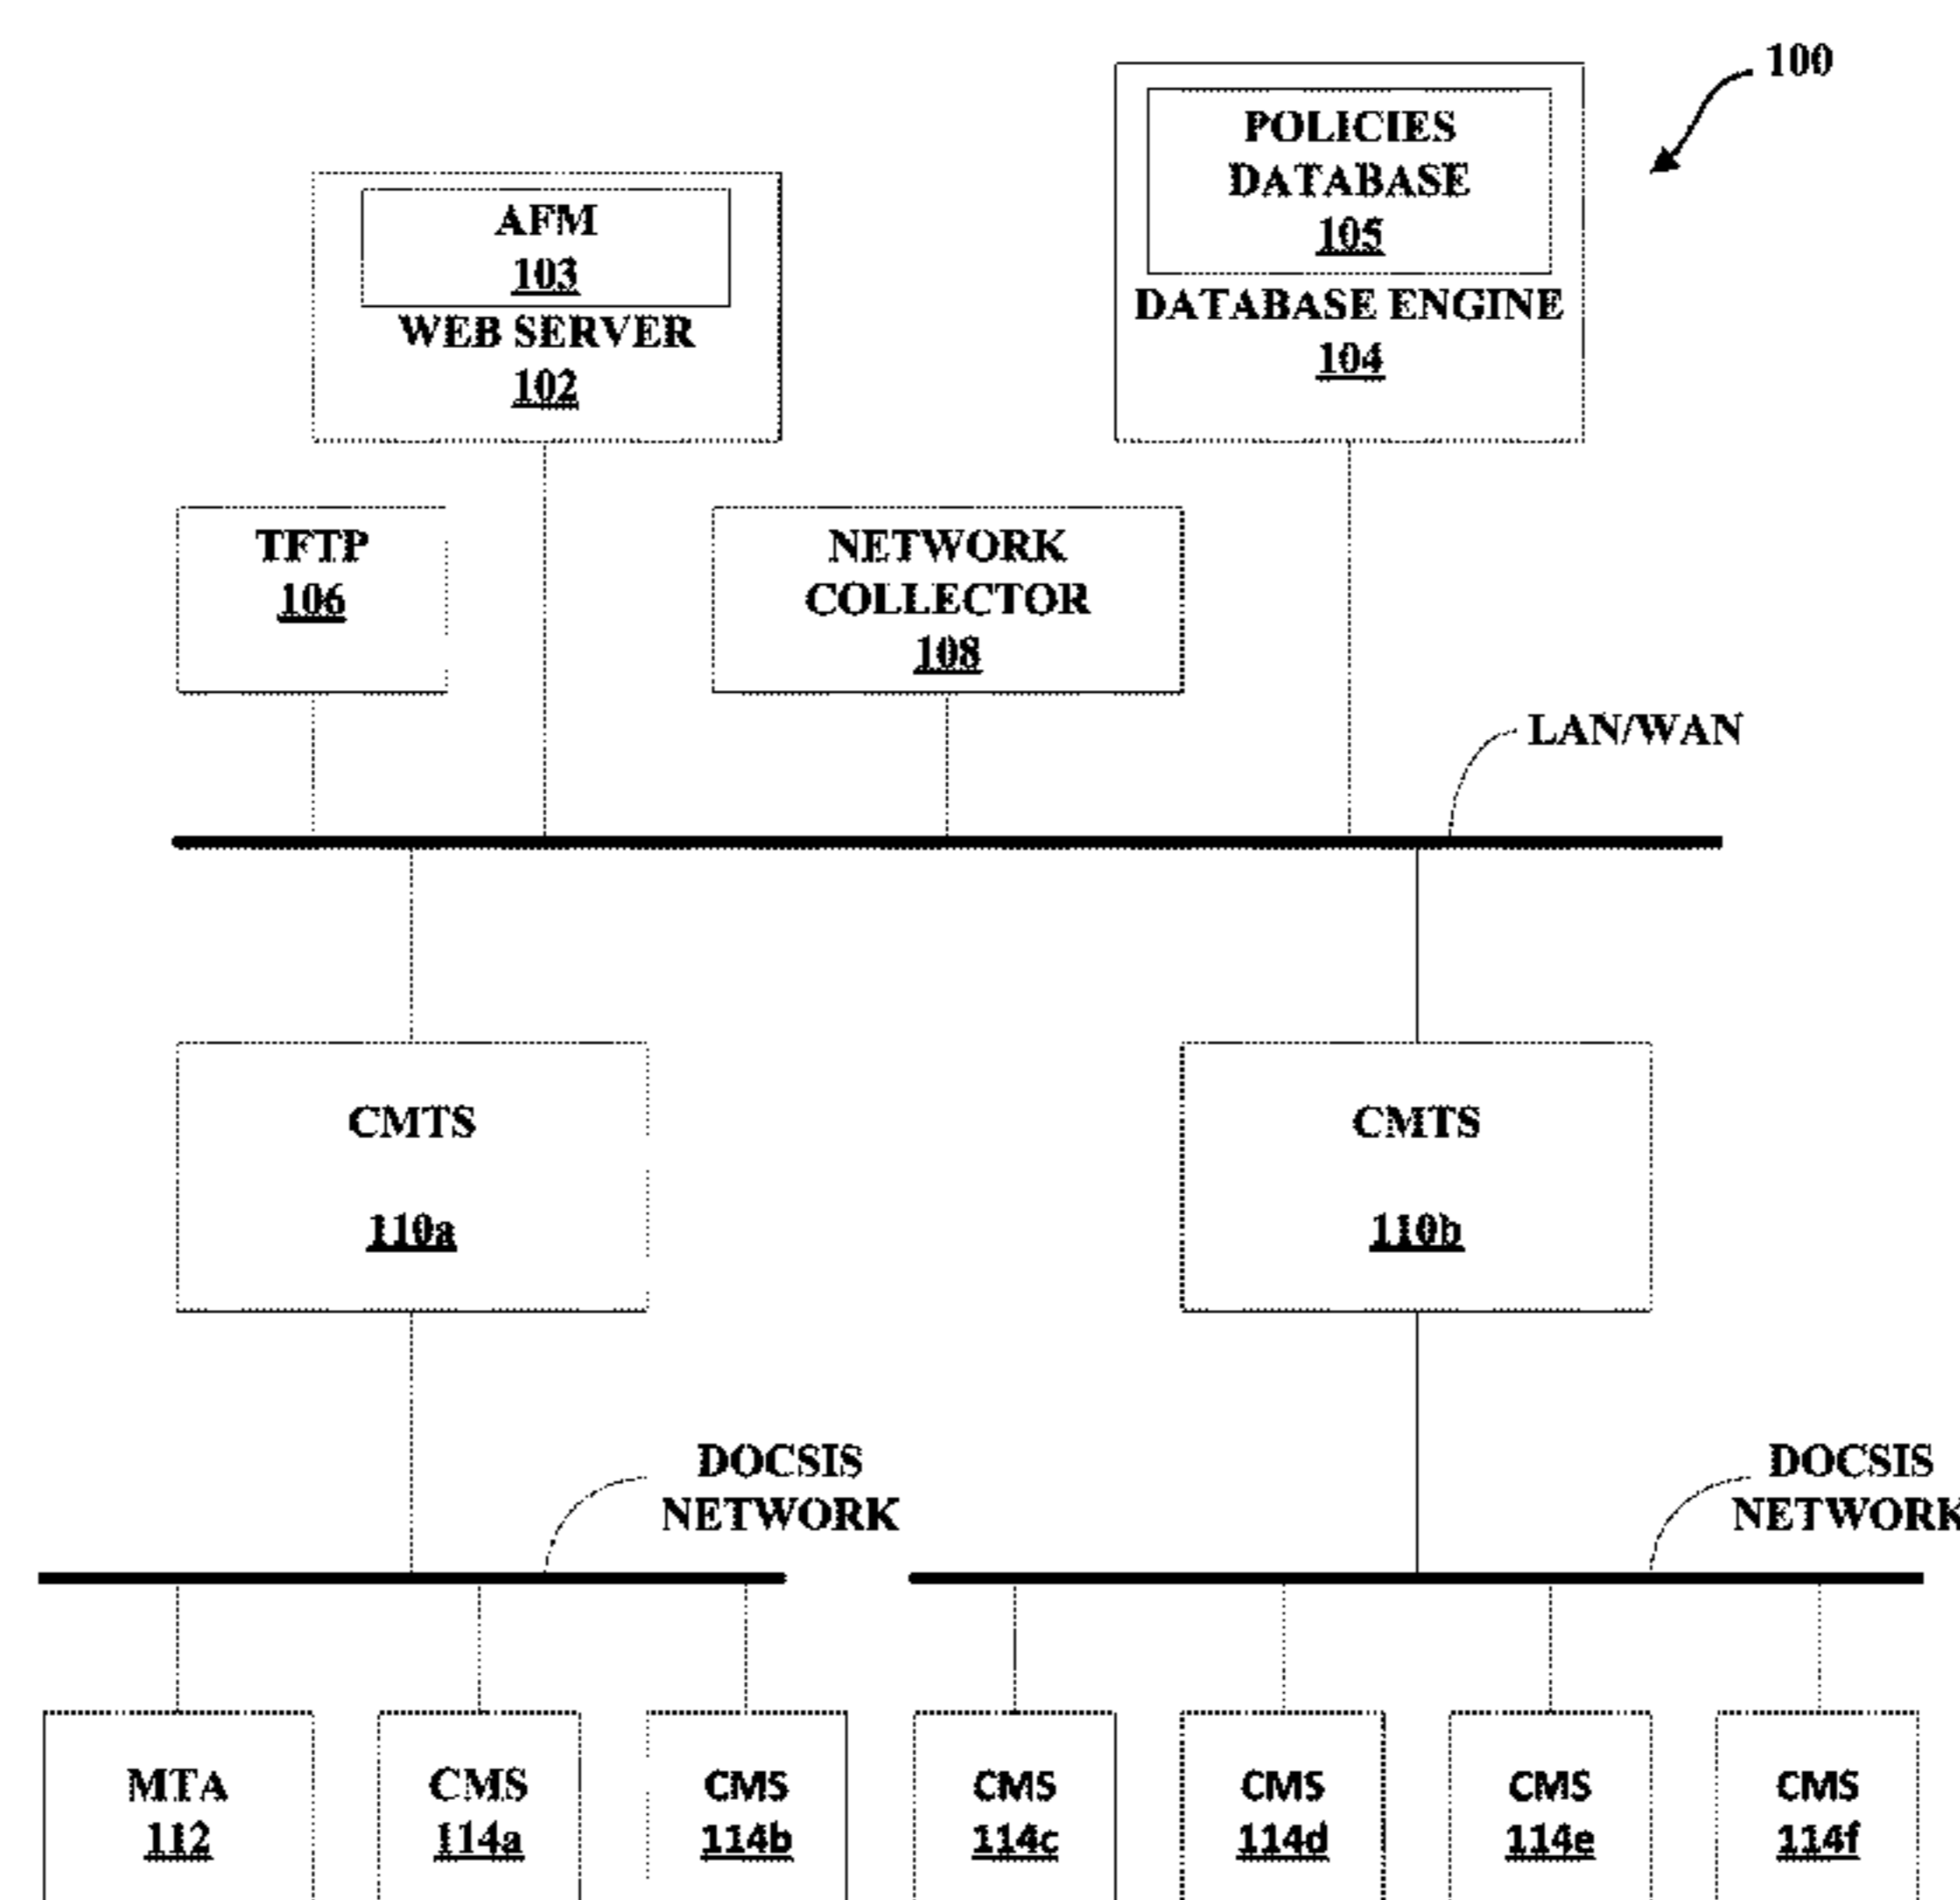 100
POLICIES
DATABASE
105
DATABASE ENGINE
104
AFM
103
WEB SERVER
102
TFTP
106
NETWORK
COLLECTOR
108
LAN/WAN
CMTS
110a
CMTS
110b
DOCSIS
NETWORK
DOCSIS
NETWORK
MTA
112
CMS
114a
CMS
114b
CMS
114c
CMS
114d
CMS
114e
CMS
114f